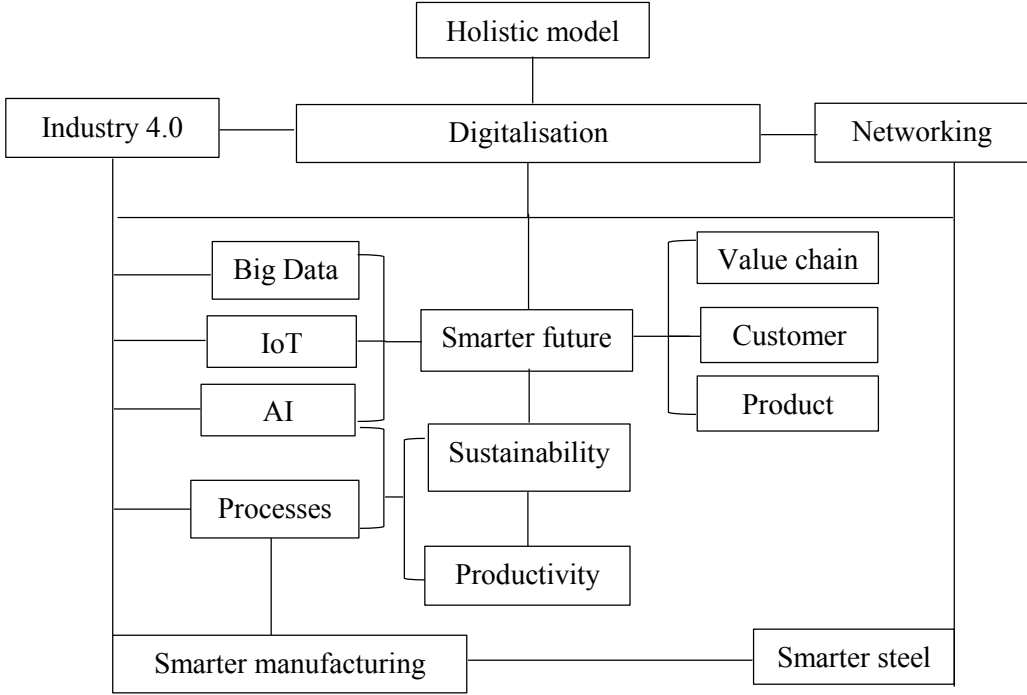 Holistic model
Industry 4.0
Digitalisation
Networking
Big Data
Value chain
IoT
Smarter future
Customer
AI
Product
Sustainability
Processes
Productivity
Smarter manufacturing
Smarter steel